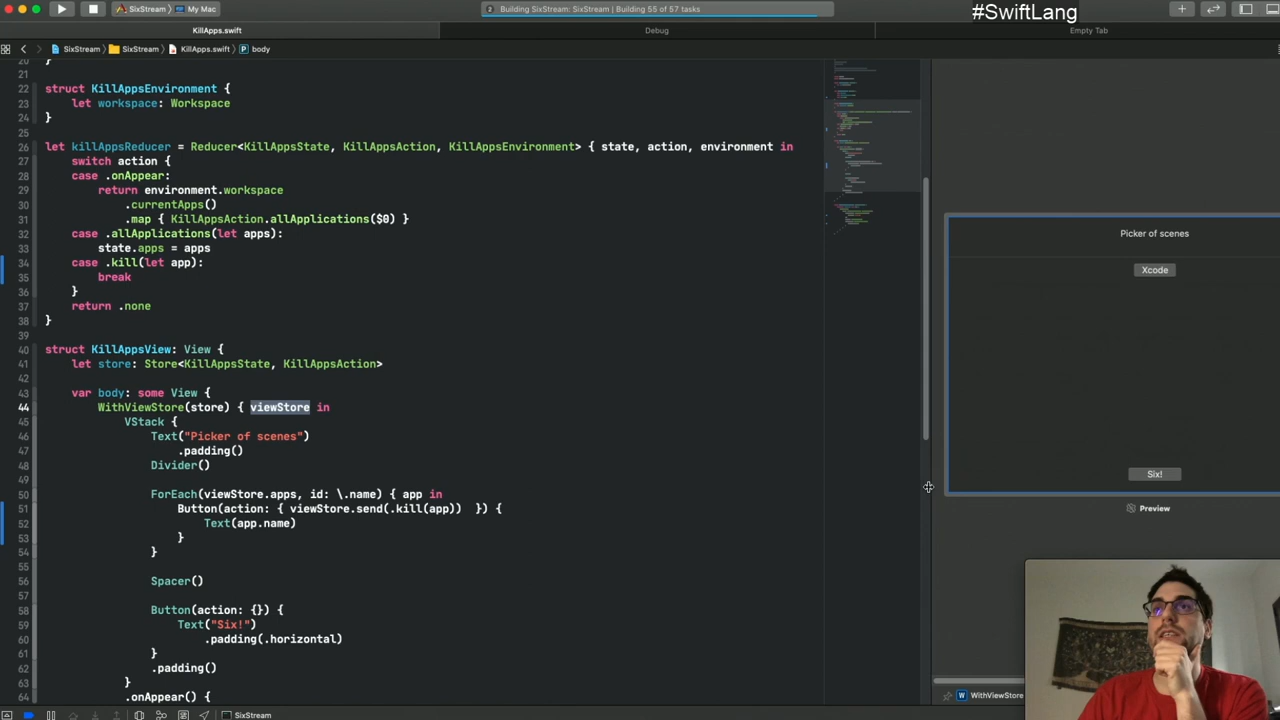 SixStream
My Mac
Building SixStream: SixStream | Building 55 of 57 tasks
#SwiftLang
KillApps.swift
Debug
Empty Tab
SixStream
SixStream
KillApps.swift
P body
20 }
21
22 struct KillAppsEnvironment {
23 let workspace: Workspace
24 }
25
26 let killAppsReducer = Reducer<KillAppsState, KillAppsAction, KillAppsEnvironment> { state, action, environment in
27 switch action {
28 case .onAppear:
29 return environment.workspace
30 .currentApps()
31 .map { KillAppsAction.allApplications($0) }
32 case .allApplications(let apps):
33 state.apps = apps
34 case .kill(let app):
35 break
36 }
37 return .none
38 }
39
40 struct KillAppsView: View {
41 let store: Store<KillAppsState, KillAppsAction>
42
43 var body: some View {
44 WithViewStore(store) { viewStore in
45 VStack {
46 Text("Picker of scenes")
47 .padding()
48 Divider()
49
50 ForEach(viewStore.apps, id: \.name) { app in
51 Button(action: { viewStore.send(.kill(app))  }) {
52 Text(app.name)
53 }
54 }
55
56 Spacer()
57
58 Button(action: {}) {
59 Text("Six!")
60 .padding(.horizontal)
61 }
62 .padding()
63 }
64 .onAppear() {
Picker of scenes
Xcode
Six!
Preview
W WithViewStore
SixStream